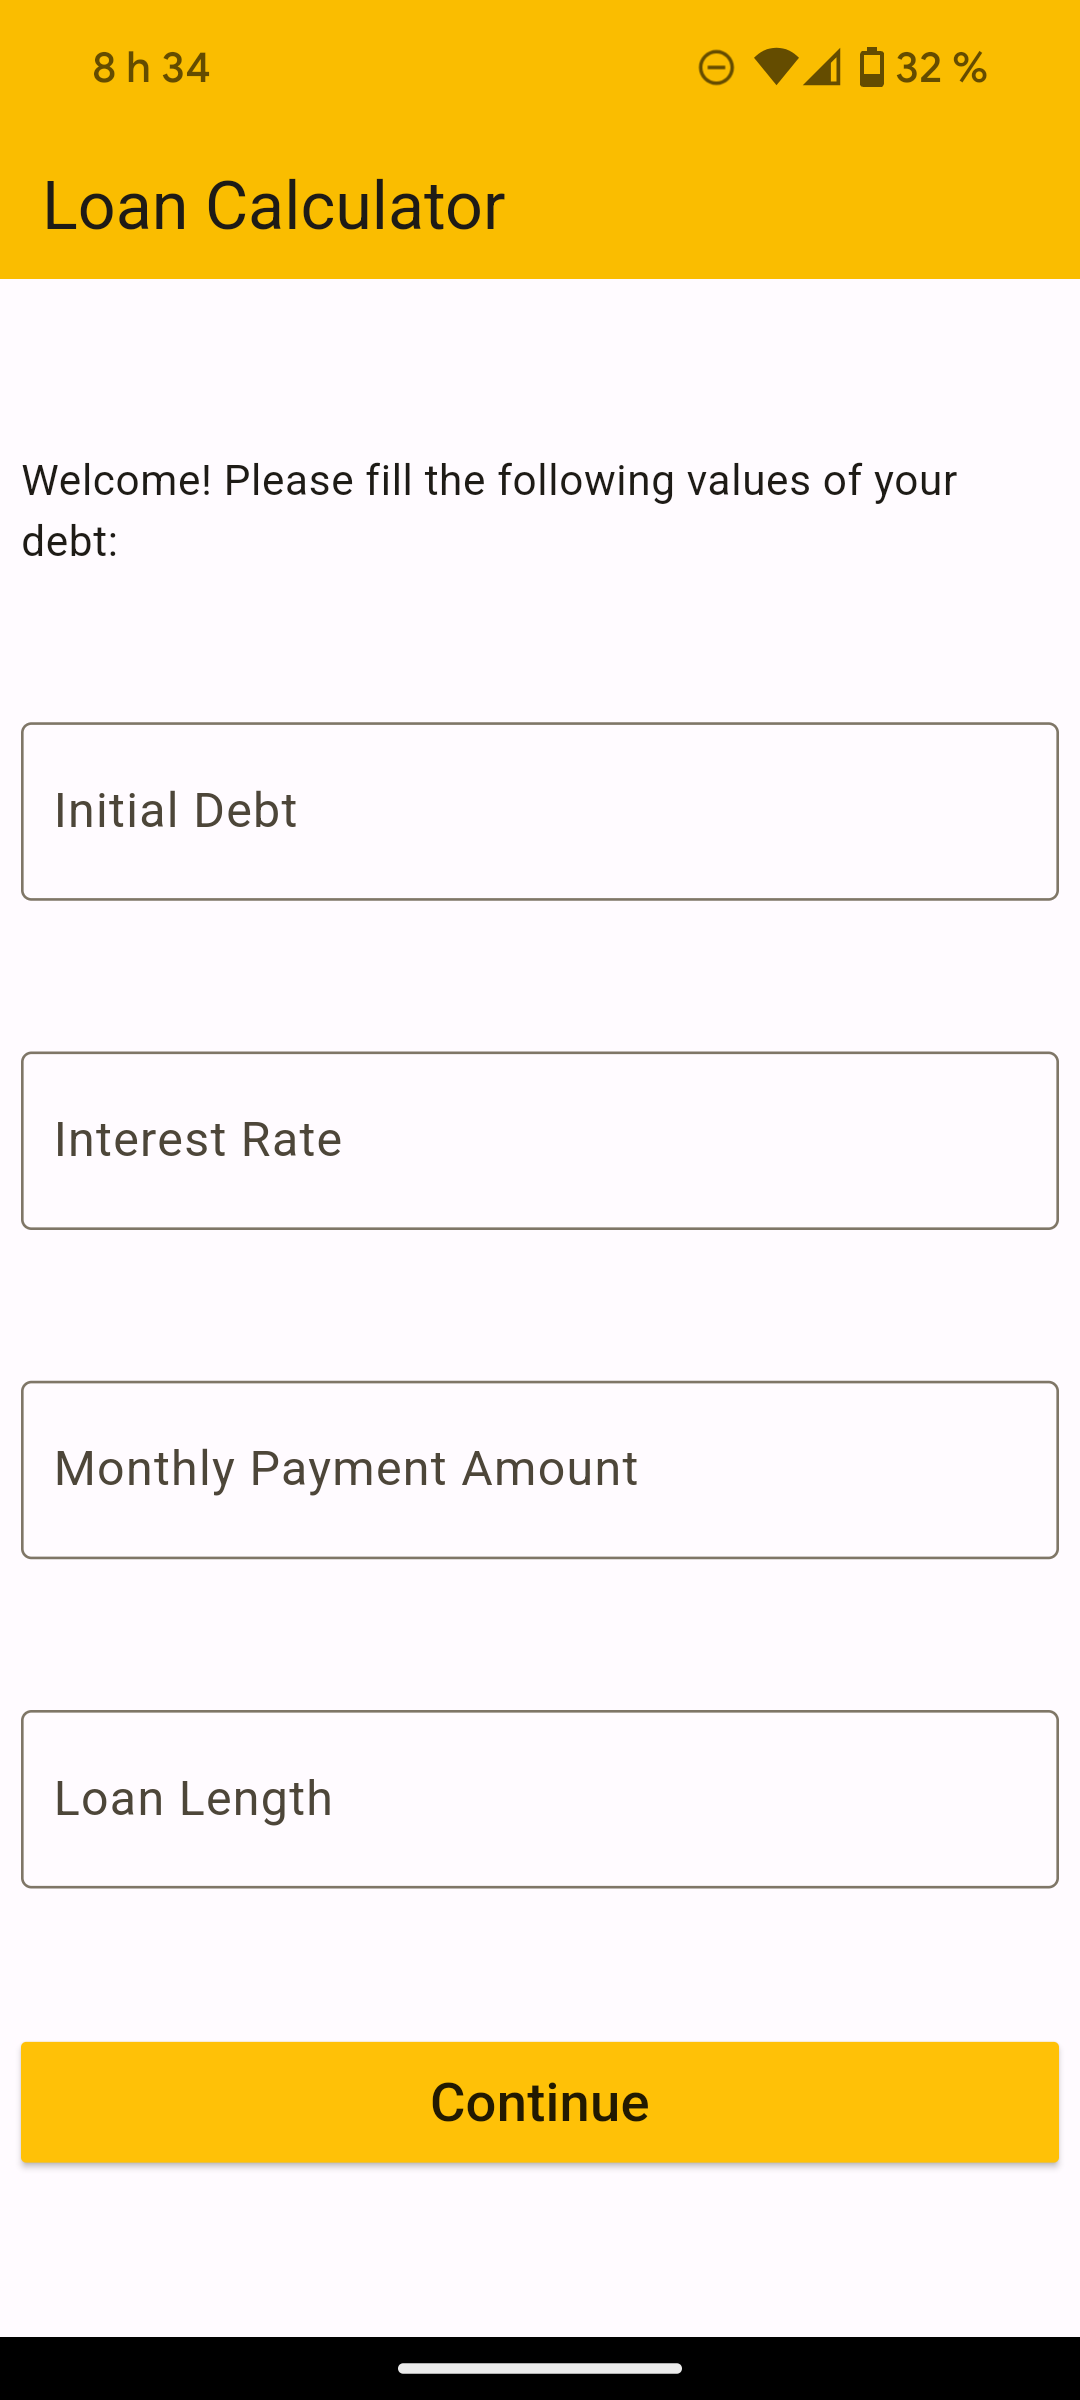 8 h 34
32 %
Loan Calculator
Welcome! Please fill the following values of your
debt:
Initial Debt
Interest Rate
Monthly Payment Amount
Loan Length
Continue